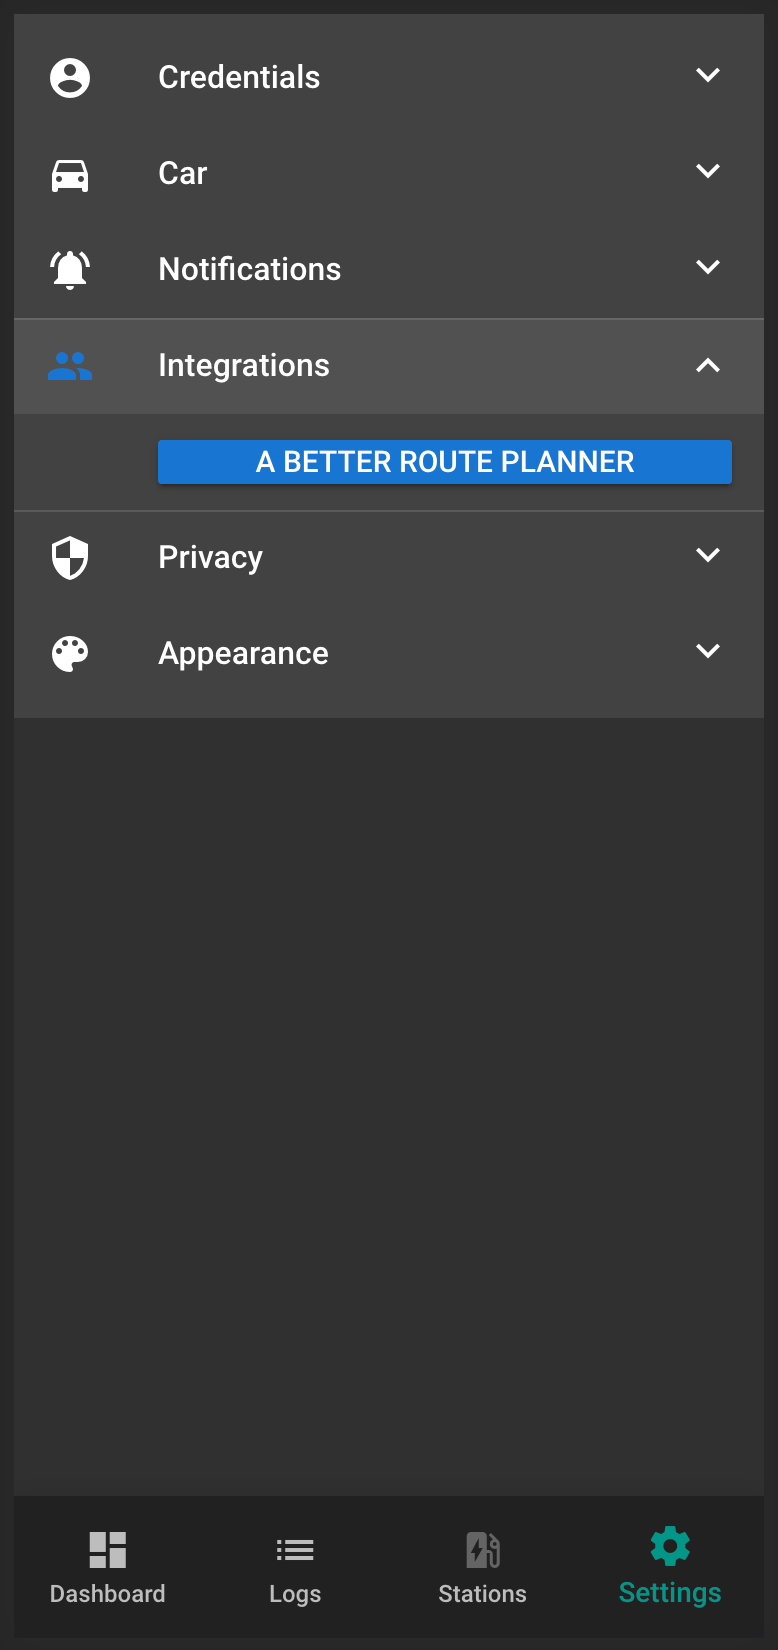 Credentials
Car
Notifications
Integrations
A BETTER ROUTE PLANNER
Privacy
Appearance
Dashboard
Logs
Stations
Settings